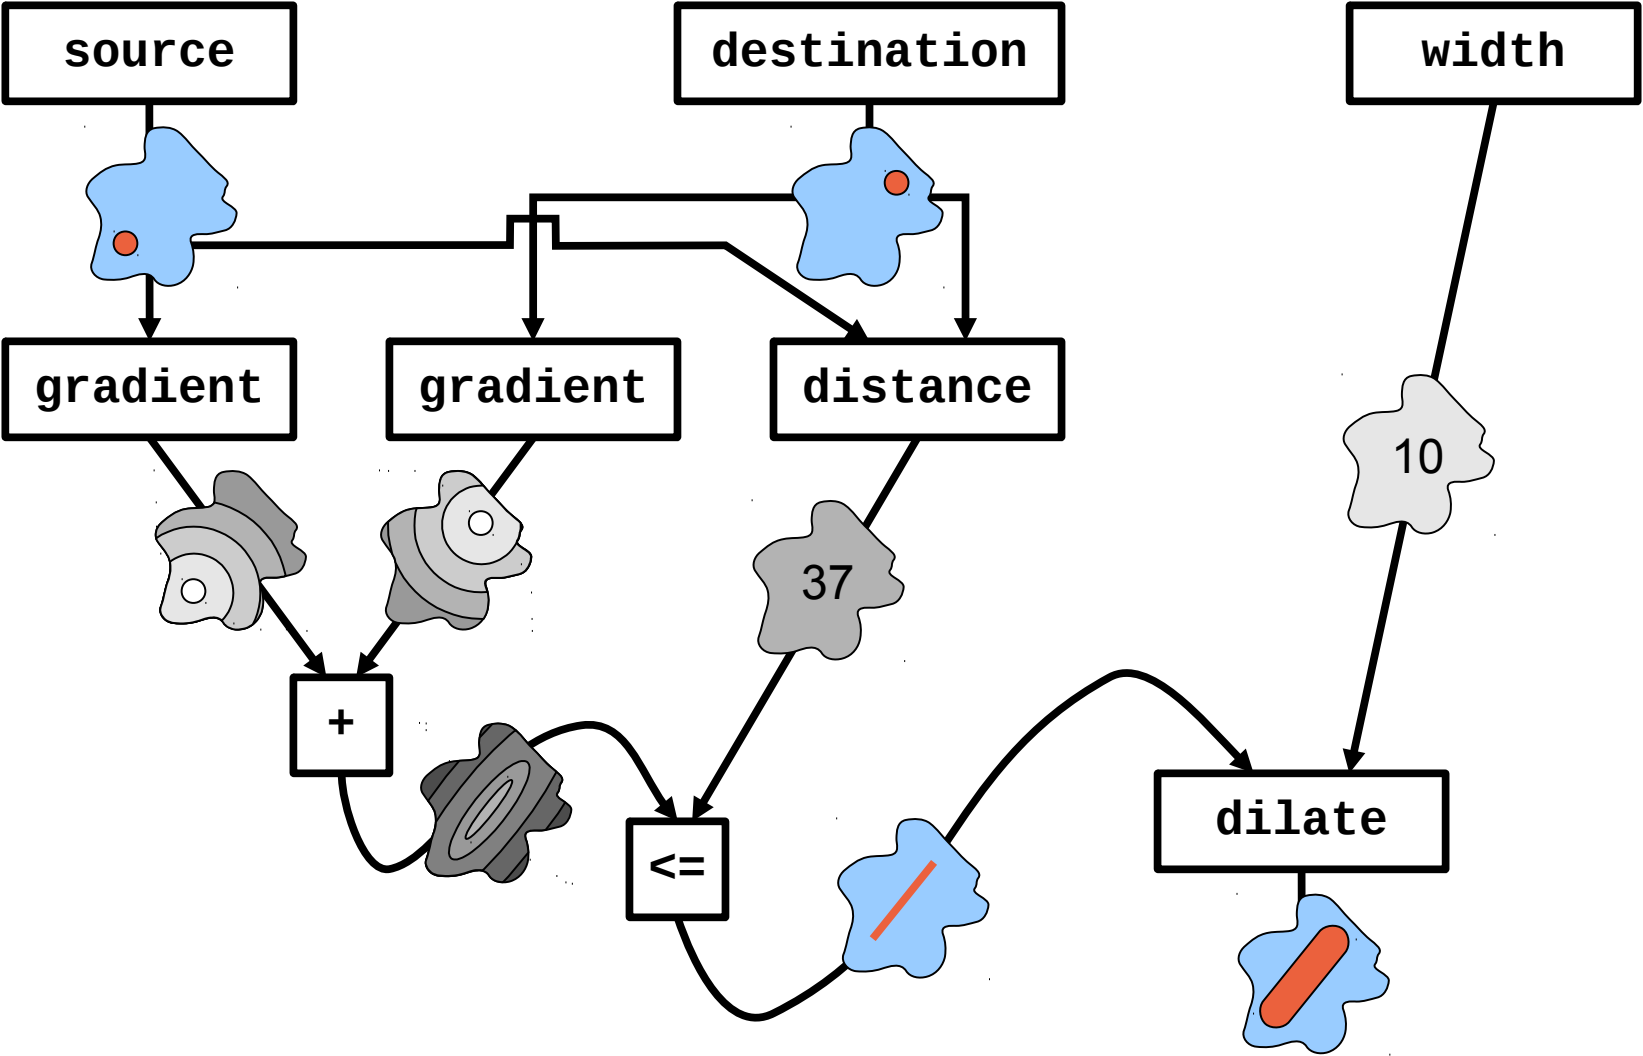 source
destination
width
gradient
gradient
distance
10
37
+
<=
dilate